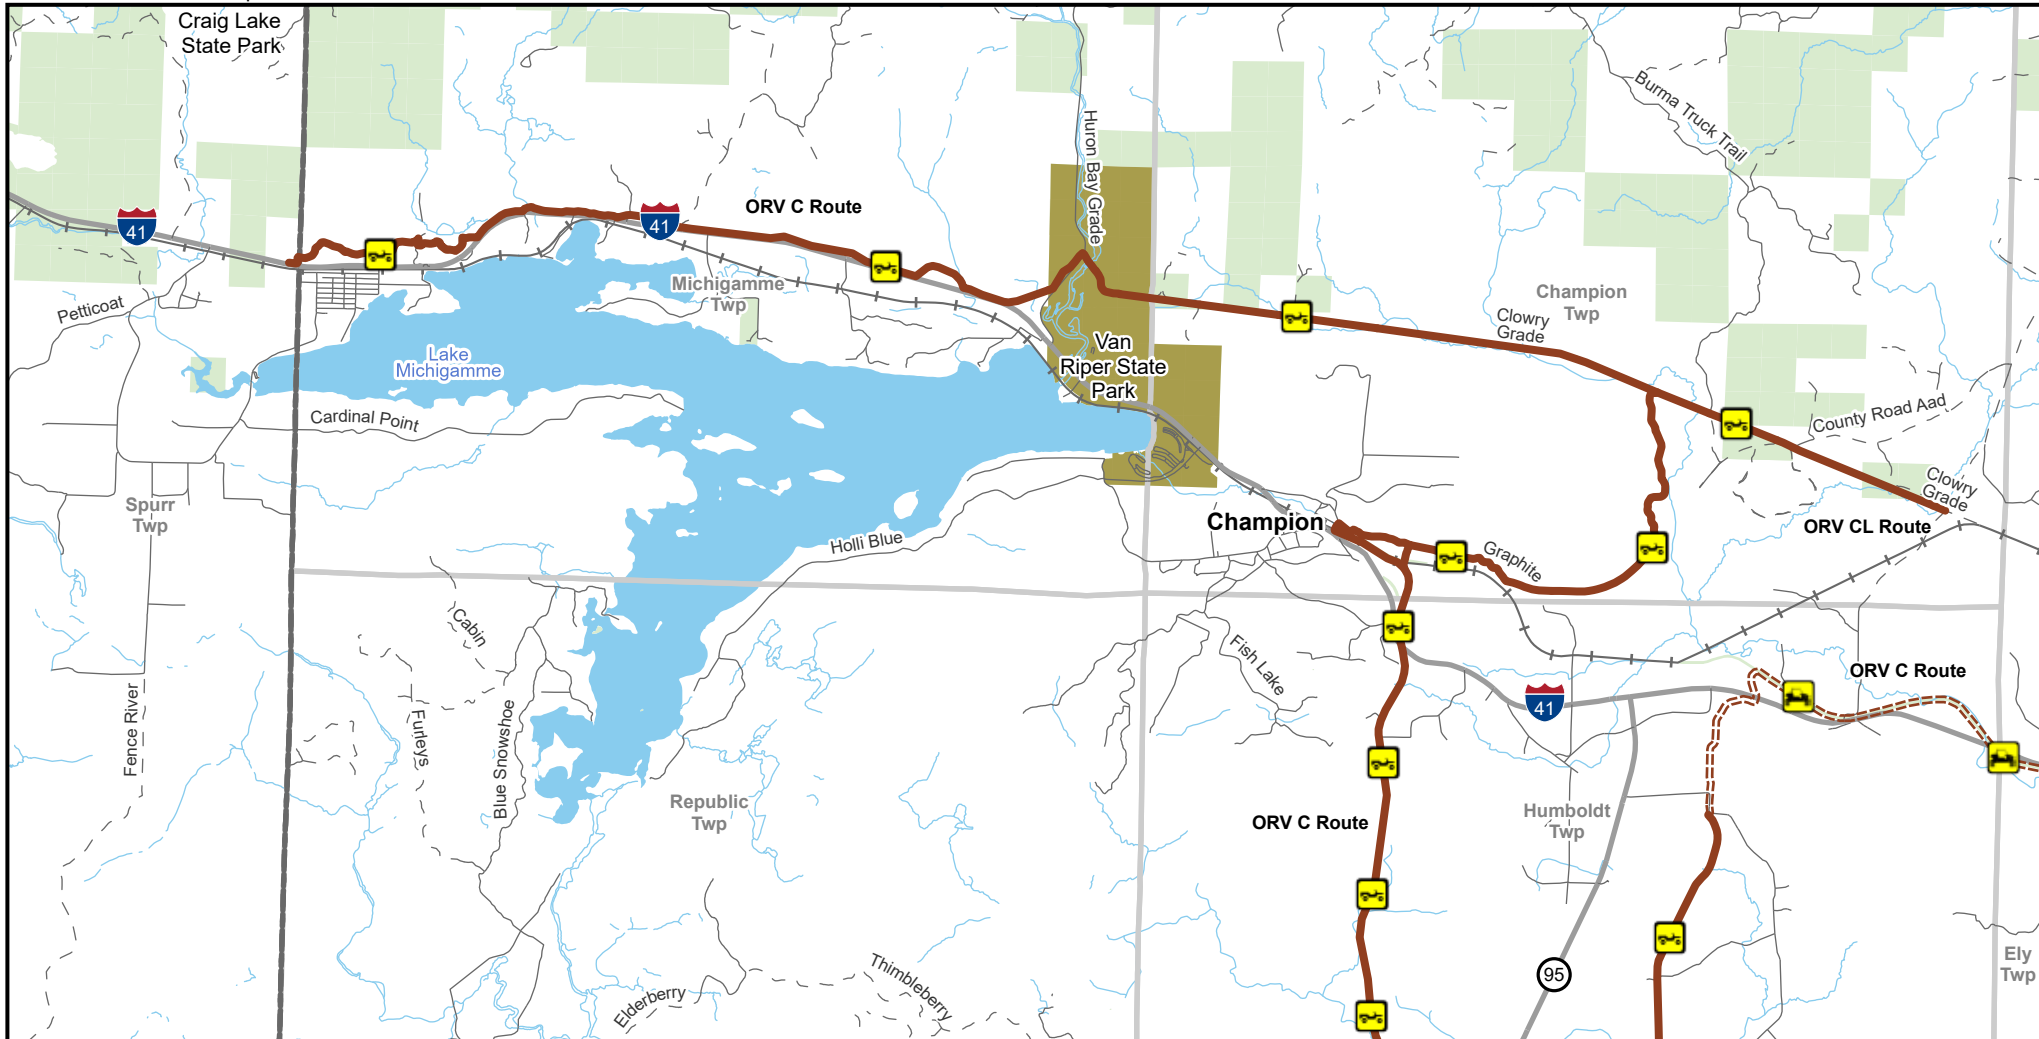 Craig Lake
State Park
Burma Truck Trail
Huron Bay Grade
ORV C Route
41
41
Michigamme
Twp
Petticoat
Champion
Twp
Clowry
Grade
Lake
Michigamme
Van
Riper State
Park
Cardinal Point
County Road Aad
Clowry
Grade
Spurr
Twp
Champion
ORV CL Route
Holli Blue
Graphite
Cabin
Fish Lake
ORV C Route
Fence River
Furleys
Blue Snowshoe
41
Republic
Twp
ORV C Route
Humboldt
Twp
Ely
Twp
95
Thimbleberry
Elderberry